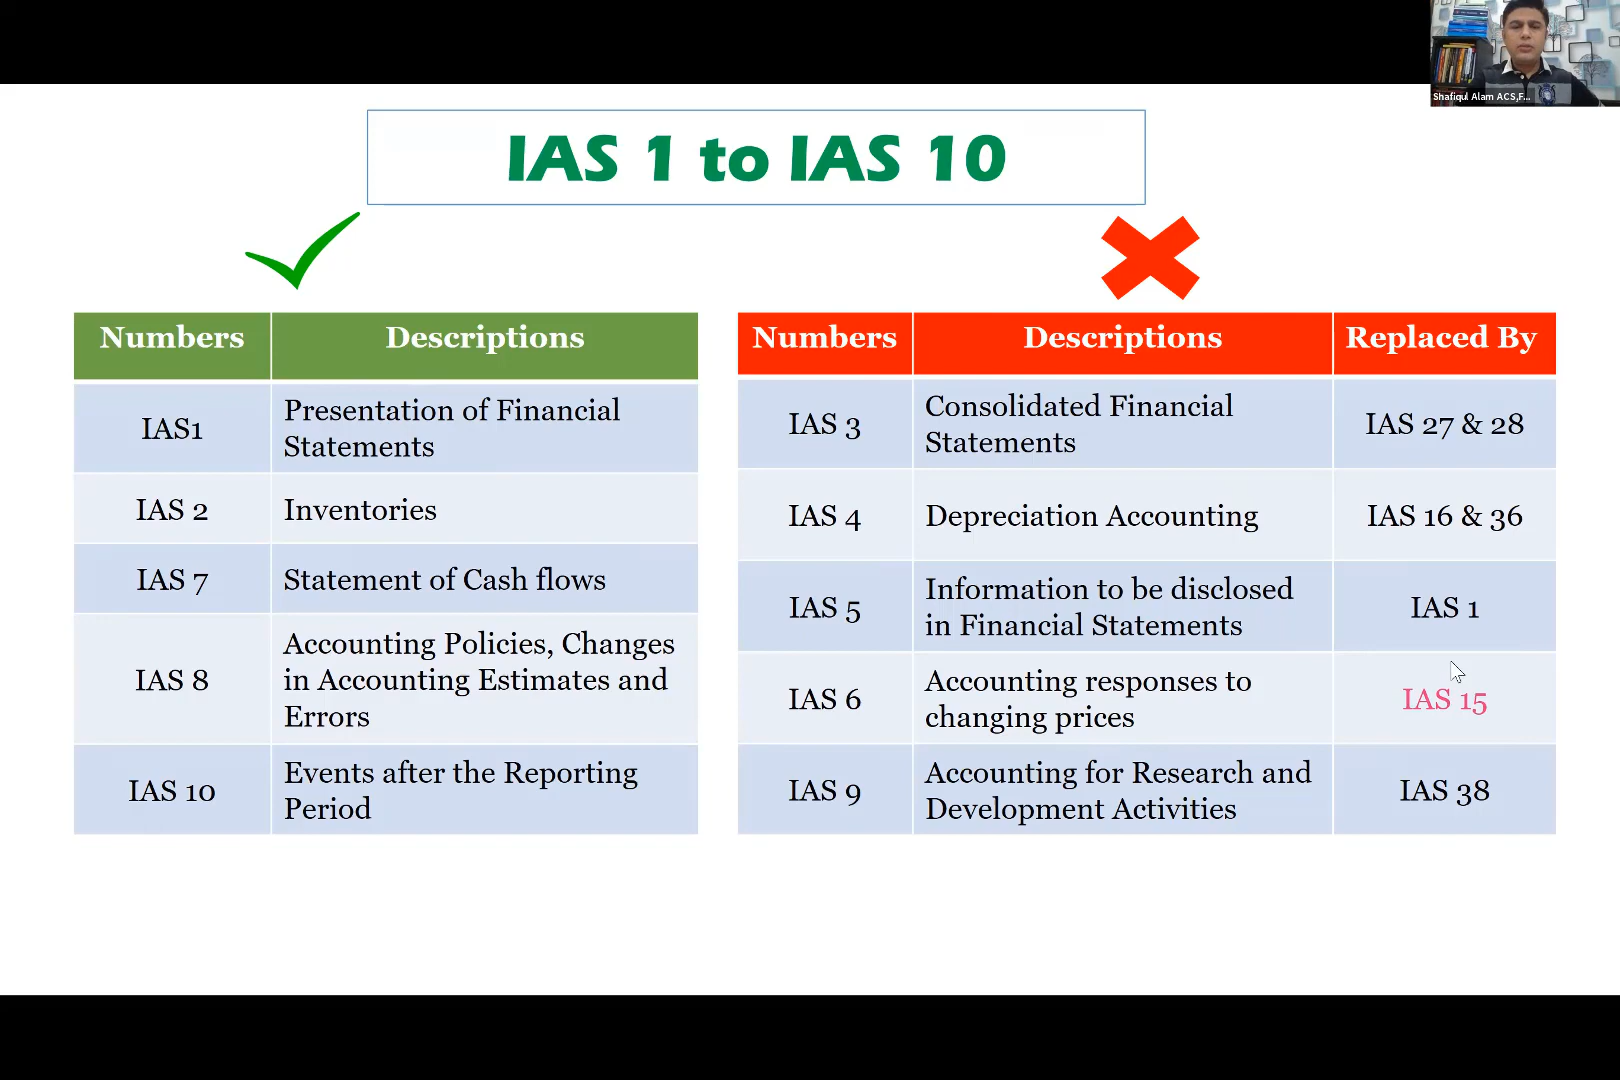 Shafiqul Alam ACS,F...
IAS 1 to IAS 10
Numbers Descriptions
IAS1 Presentation of Financial
Statements
IAS 2 Inventories
IAS 7 Statement of Cash flows
IAS 8 Accounting Policies, Changes
in Accounting Estimates and
Errors
IAS 10 Events after the Reporting
Period
Numbers Descriptions Replaced By
IAS 3 Consolidated Financial
Statements IAS 27 & 28
IAS 4 Depreciation Accounting IAS 16 & 36
IAS 5 Information to be disclosed
in Financial Statements IAS 1
IAS 6 Accounting responses to
changing prices IAS 15
IAS 9 Accounting for Research and
Development Activities IAS 38